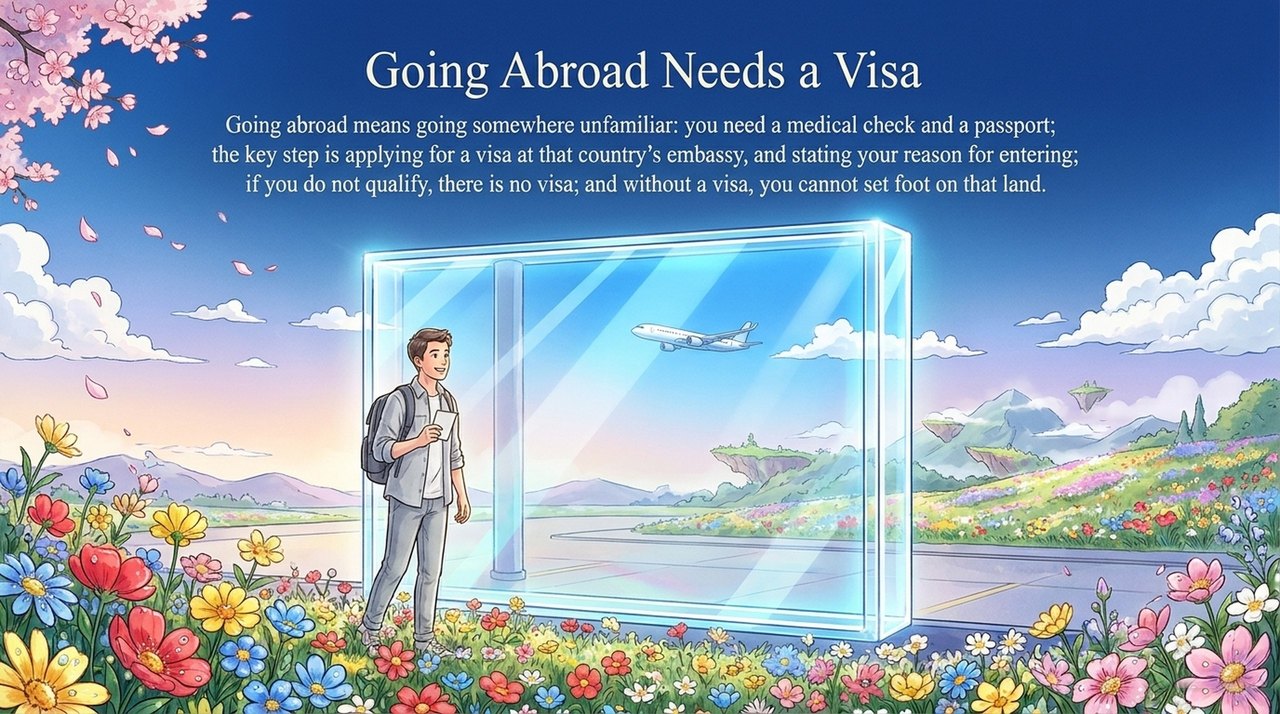 Going Abroad Needs a Visa
Going abroad means going somewhere unfamiliar: you need a medical check and a passport;
the key step is applying for a visa at that country’s embassy, and stating your reason for entering;
if you do not qualify, there is no visa; and without a visa, you cannot set foot on that land.